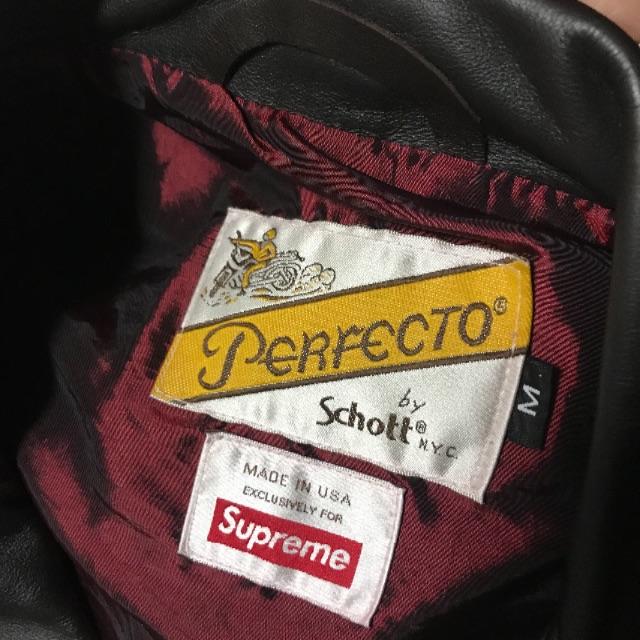 PERFECTO®
by
Schott®
N.Y.C.
M
MADE IN USA
EXCLUSIVELY FOR
Supreme